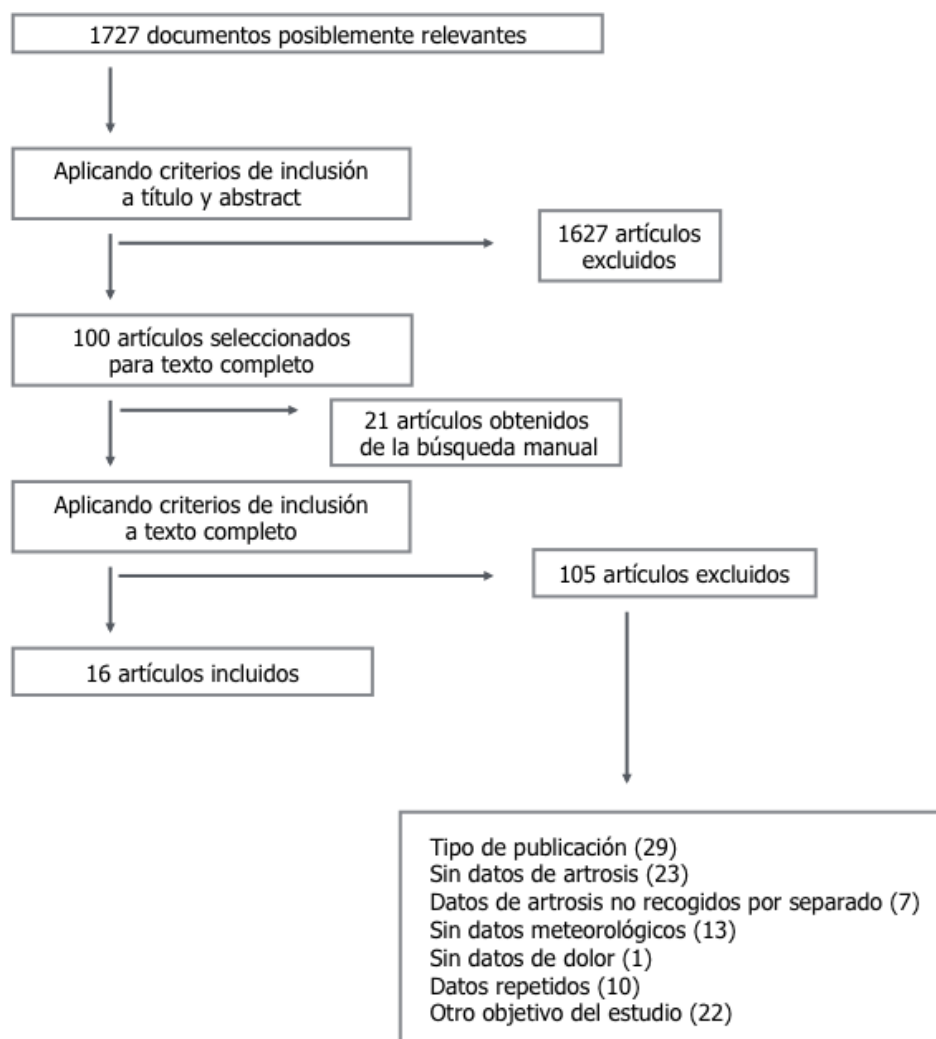 1727 documentos posiblemente relevantes
Aplicando criterios de inclusión
a título y abstract
1627 artículos
excluidos
100 artículos seleccionados
para texto completo
21 artículos obtenidos
de la búsqueda manual
Aplicando criterios de inclusión
a texto completo
105 artículos excluidos
16 artículos incluidos
Tipo de publicación (29)
Sin datos de artrosis (23)
Datos de artrosis no recogidos por separado (7)
Sin datos meteorológicos (13)
Sin datos de dolor (1)
Datos repetidos (10)
Otro objetivo del estudio (22)